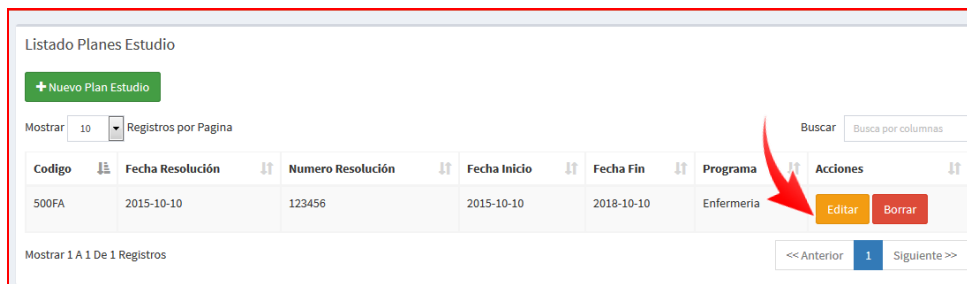 Listado Planes Estudio
+ Nuevo Plan Estudio
Mostrar 10 Registros por Pagina Buscar Busca por columnas
Codigo Fecha Resolución Numero Resolución Fecha Inicio Fecha Fin Programa Acciones
500FA 2015-10-10 123456 2015-10-10 2018-10-10 Enfermeria Editar Borrar
Mostrar 1 A 1 De 1 Registros << Anterior 1 Siguiente >>